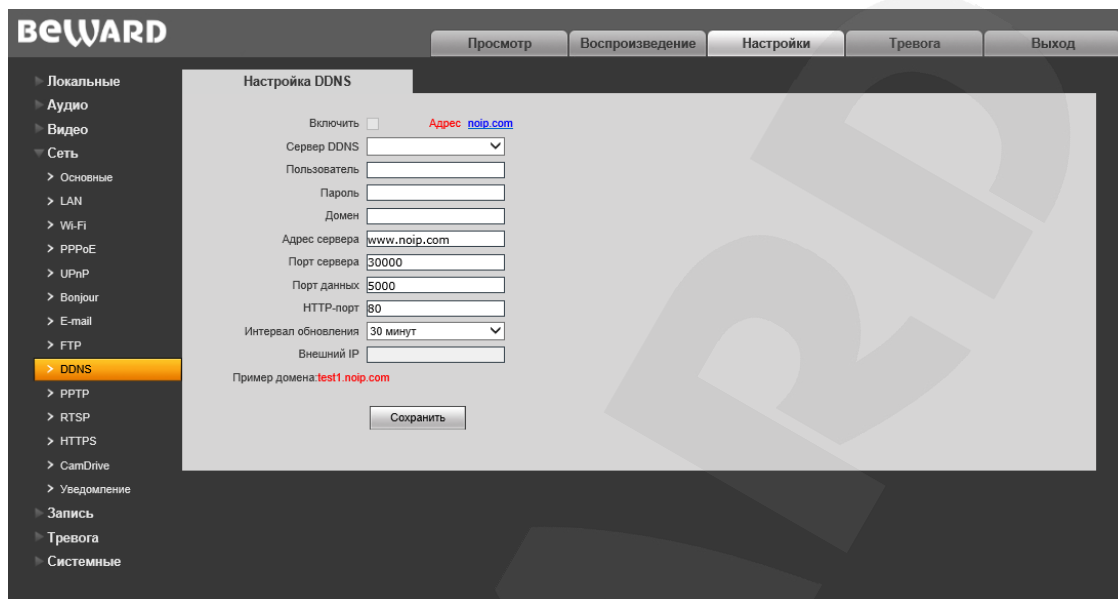 BEWARD
Просмотр Воспроизведение Настройки Тревога Выход
Локальные
Аудио
Видео
Сеть
Основные
LAN
Wi-Fi
PPPoE
UPnP
Bonjour
E-mail
FTP
DDNS
PPTP
RTSP
HTTPS
CamDrive
Уведомление
Запись
Тревога
Системные
Настройка DDNS
Включить Адрес noip.com
Сервер DDNS
Пользователь
Пароль
Домен
Адрес сервера www.noip.com
Порт сервера 30000
Порт данных 5000
HTTP-порт 80
Интервал обновления 30 минут
Внешний IP
Пример домена:test1.noip.com
Сохранить